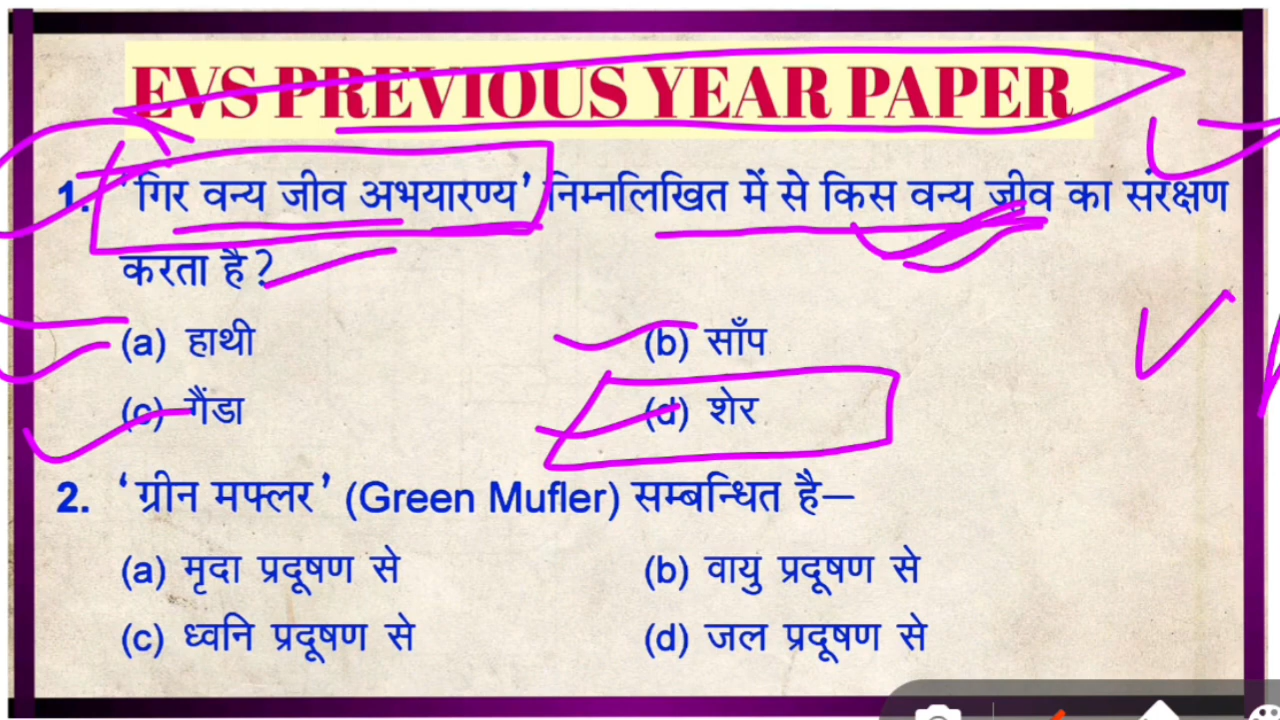 EVS PREVIOUS YEAR PAPER
1. 'गिर वन्य जीव अभयारण्य' निम्नलिखित में से किस वन्य जीव का संरक्षण
करता है?
(a) हाथी (b) साँप
(c) गैंडा (d) शेर
2. 'ग्रीन मफ्लर' (Green Mufler) सम्बन्धित है—
(a) मृदा प्रदूषण से (b) वायु प्रदूषण से
(c) ध्वनि प्रदूषण से (d) जल प्रदूषण से